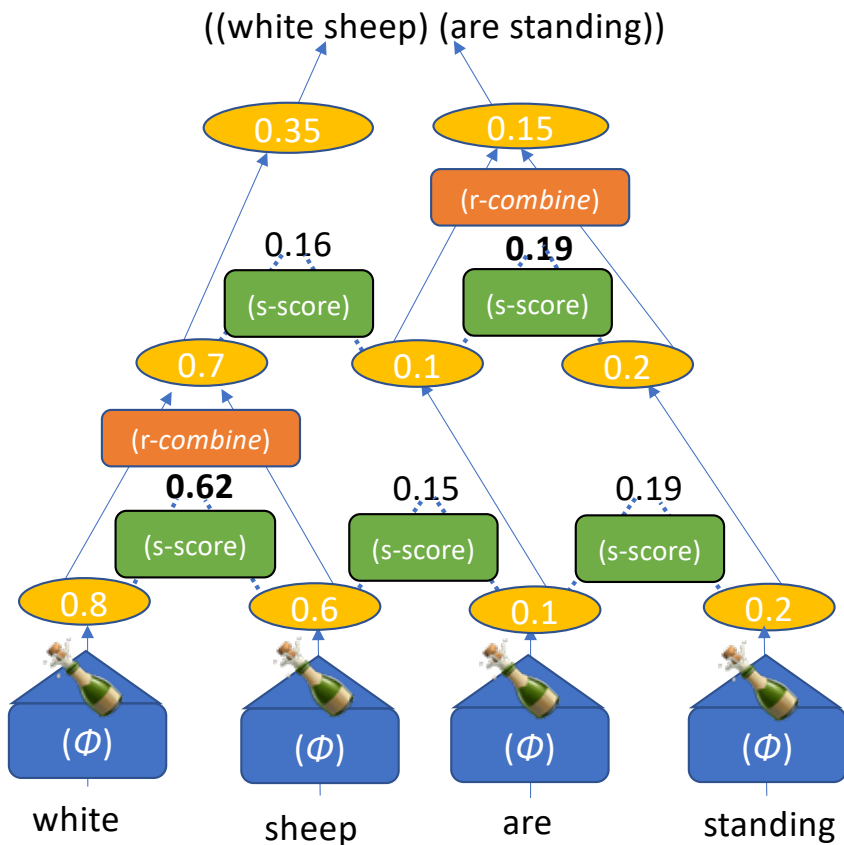 ((white sheep) (are standing))
0.35 0.15
(r-combine)
0.16 0.19
(s-score) (s-score)
0.7 0.1 0.2
(r-combine)
0.62 0.15 0.19
(s-score) (s-score) (s-score)
0.8 0.6 0.1 0.2
(Φ) (Φ) (Φ) (Φ)
white sheep are standing